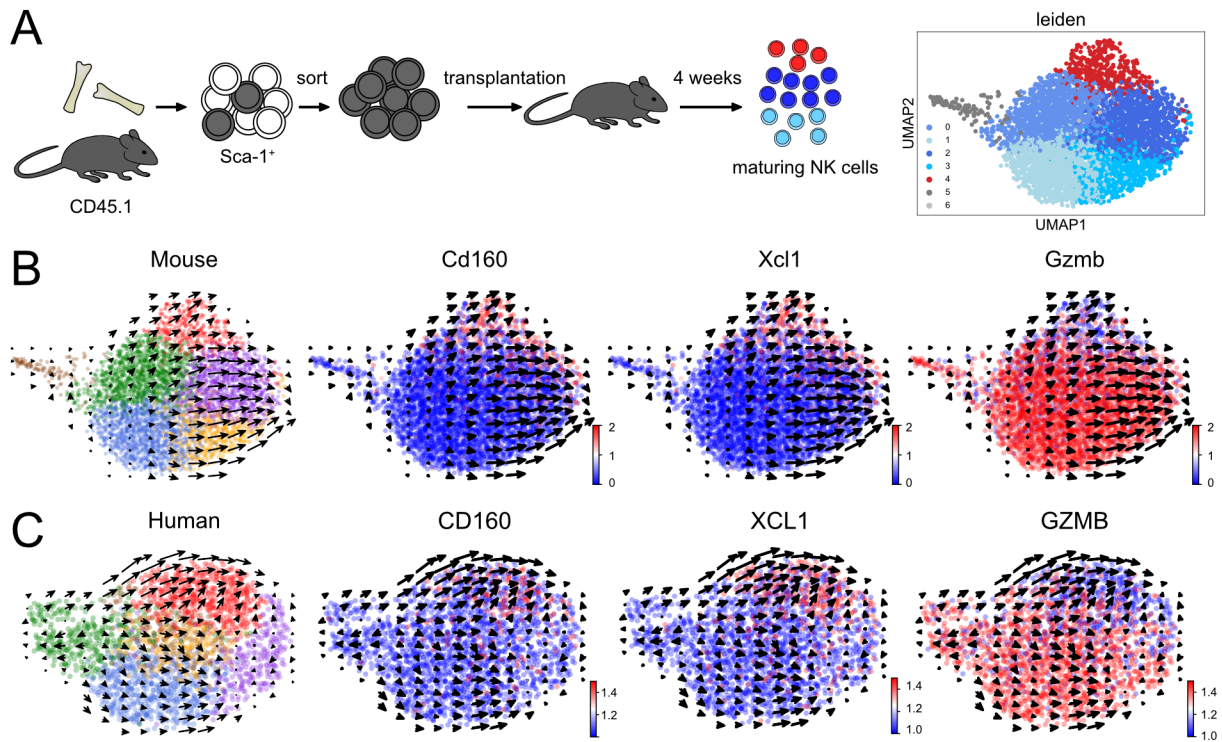 A
sort
transplantation
4 weeks
Sca-1⁺
CD45.1
maturing NK cells
leiden
UMAP2
0
1
2
3
4
5
6
UMAP1
B
Mouse
Cd160
Xcl1
Gzmb
2
1
0
2
1
0
2
1
0
C
Human
CD160
XCL1
GZMB
1.4
1.2
1.4
1.2
1.0
1.4
1.2
1.0